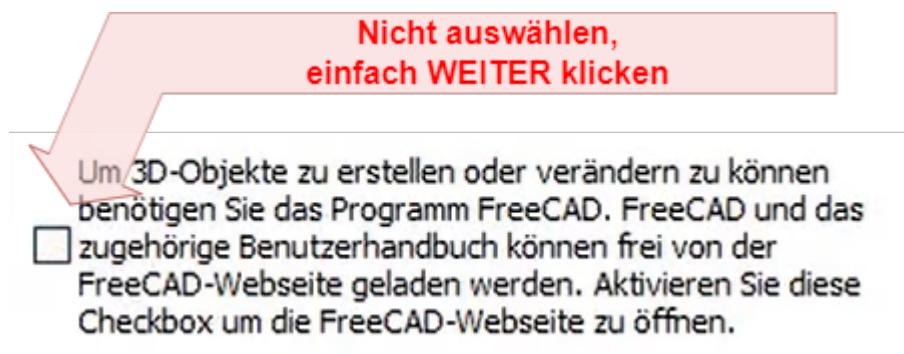 Nicht auswählen,
einfach WEITER klicken
Um 3D-Objekte zu erstellen oder verändern zu können
benötigen Sie das Programm FreeCAD. FreeCAD und das
zugehörige Benutzerhandbuch können frei von der
FreeCAD-Webseite geladen werden. Aktivieren Sie diese
Checkbox um die FreeCAD-Webseite zu öffnen.